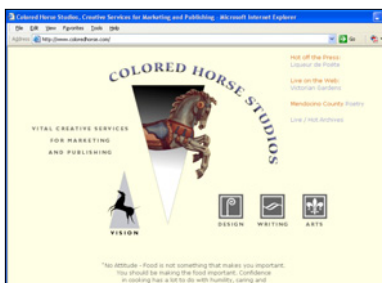 Colored Horse Studios, Creative Services for Marketing and Publishing - Microsoft Internet Explorer
File Edit View Favorites Tools Help
Address http://www.coloredhorse.com/ Go
Hot off the Press:
Liqueur de Poète
Live on the Web:
Victorian Gardens
Mendocino County Poetry
Live / Hot Archives
COLORED HORSE STUDIOS
VITAL CREATIVE SERVICES
FOR MARKETING
AND PUBLISHING
VISION
DESIGN WRITING ARTS
"No Attitude - Food is not something that makes you important.
You should be making the food important. Confidence
in cooking has a lot to do with humility, caring and